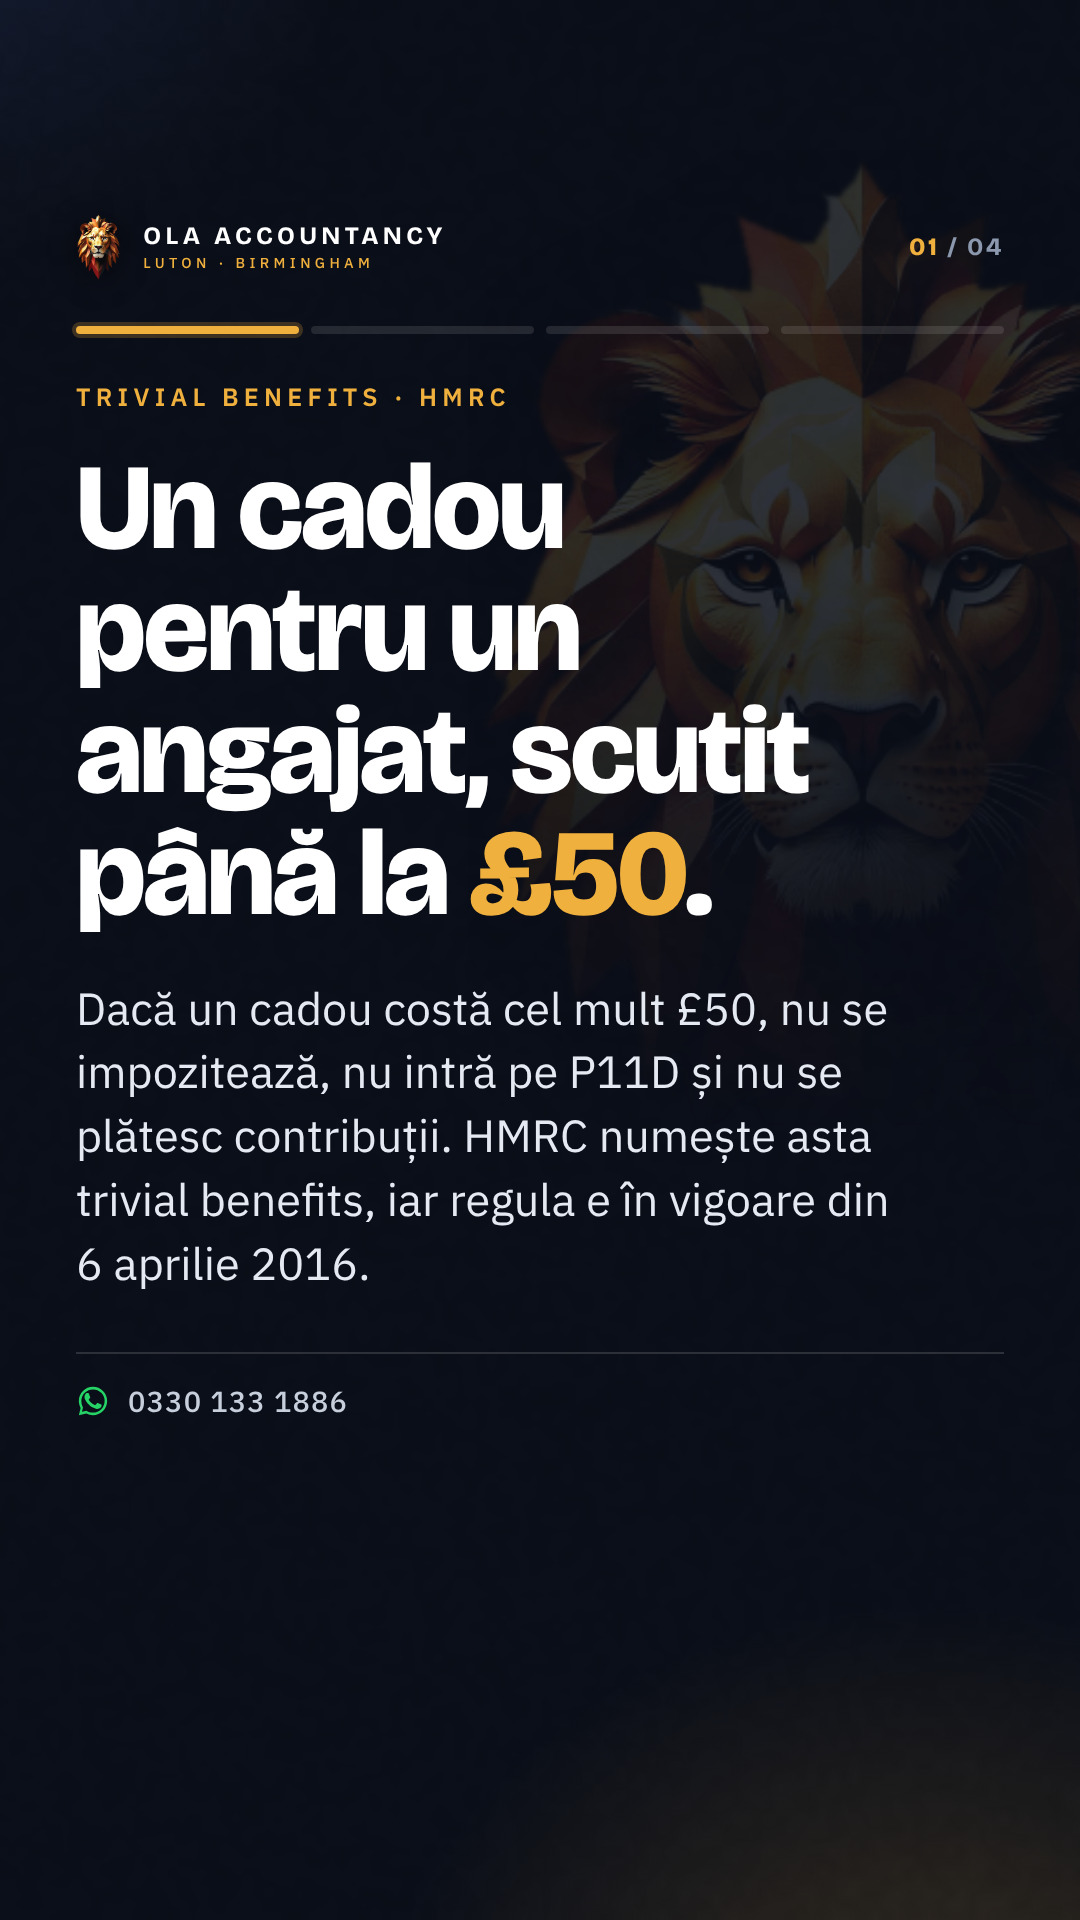 OLA ACCOUNTANCY
LUTON · BIRMINGHAM
01 / 04
TRIVIAL BENEFITS · HMRC
Un cadou
pentru un
angajat, scutit
până la £50.
Dacă un cadou costă cel mult £50, nu se
impozitează, nu intră pe P11D și nu se
plătesc contribuții. HMRC numește asta
trivial benefits, iar regula e în vigoare din
6 aprilie 2016.
0330 133 1886